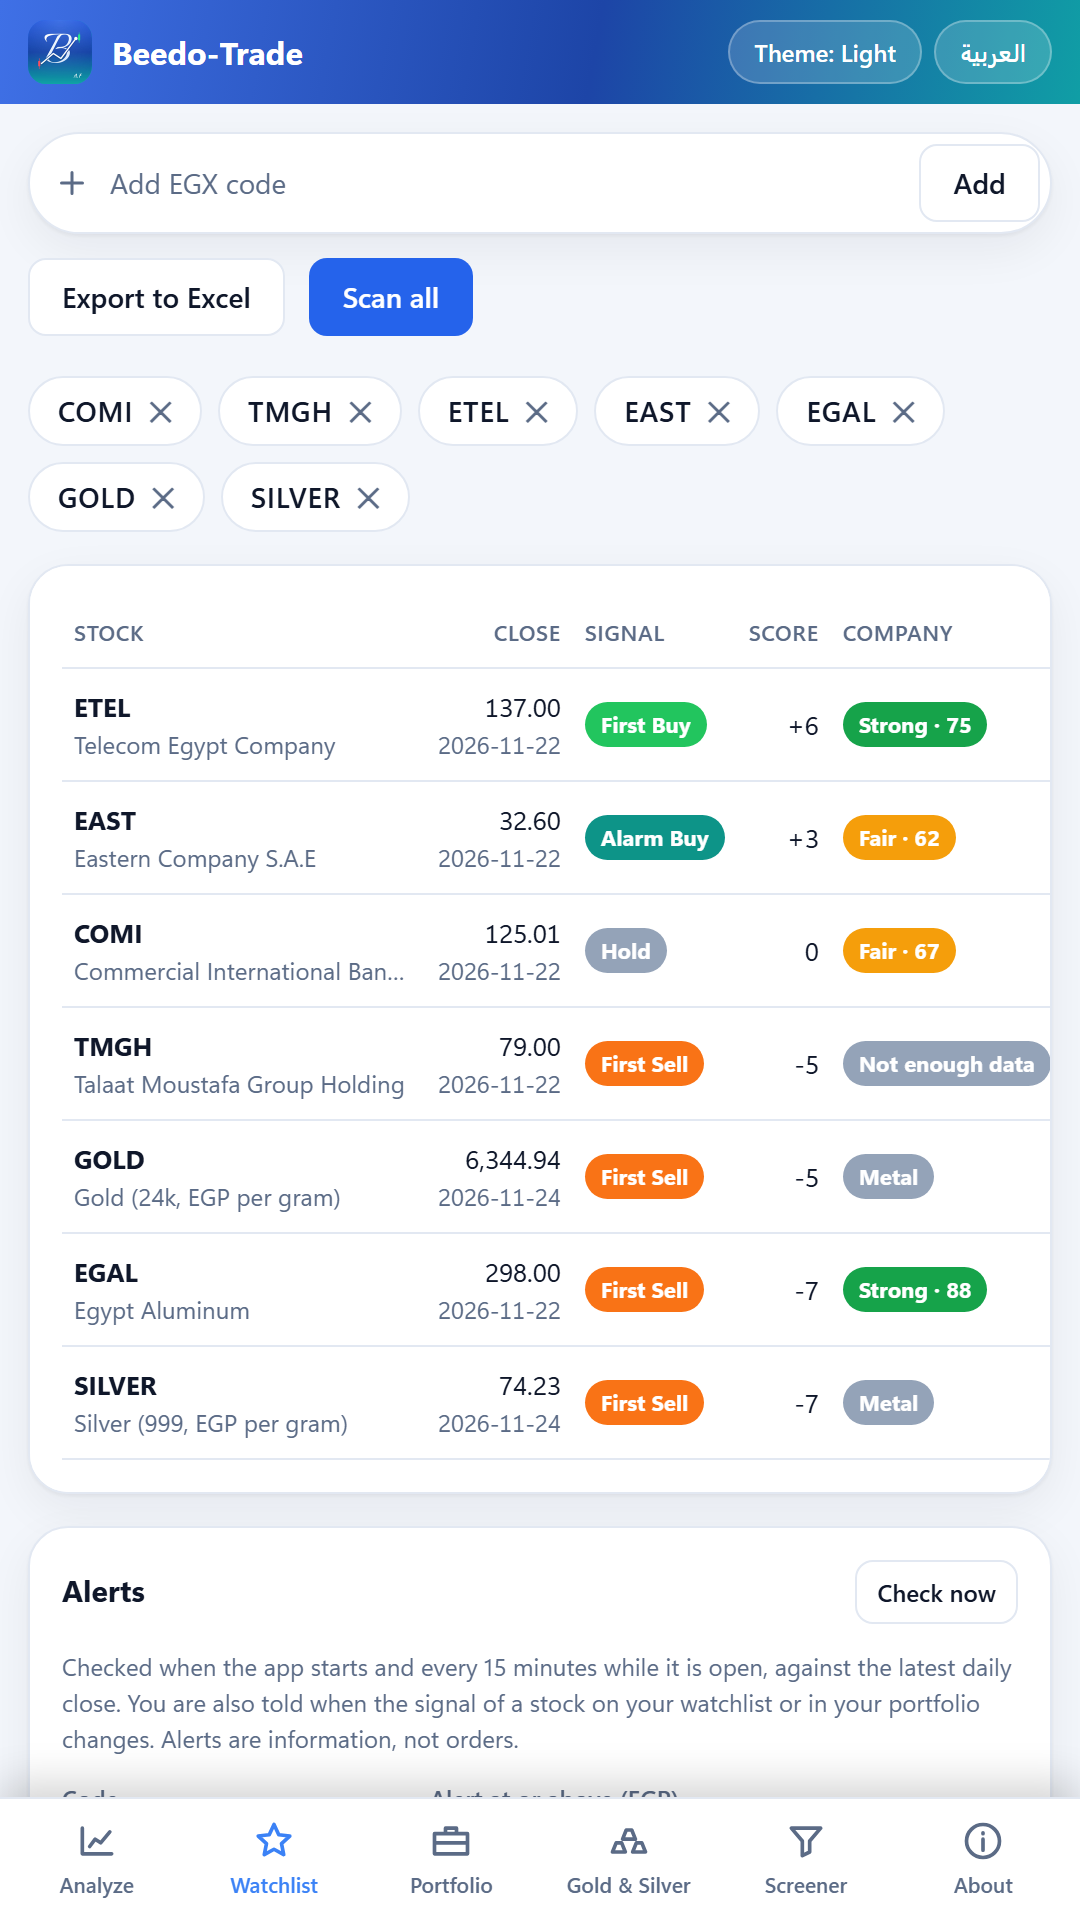 Beedo-Trade
Theme: Light
العربية
Add EGX code
Add
Export to Excel
Scan all
COMI
TMGH
ETEL
EAST
EGAL
GOLD
SILVER
STOCK CLOSE SIGNAL SCORE COMPANY
ETEL 137.00 First Buy +6 Strong · 75
Telecom Egypt Company 2026-11-22
EAST 32.60 Alarm Buy +3 Fair · 62
Eastern Company S.A.E 2026-11-22
COMI 125.01 Hold 0 Fair · 67
Commercial International Ban... 2026-11-22
TMGH 79.00 First Sell -5 Not enough data
Talaat Moustafa Group Holding 2026-11-22
GOLD 6,344.94 First Sell -5 Metal
Gold (24k, EGP per gram) 2026-11-24
EGAL 298.00 First Sell -7 Strong · 88
Egypt Aluminum 2026-11-22
SILVER 74.23 First Sell -7 Metal
Silver (999, EGP per gram) 2026-11-24
Alerts
Check now
Checked when the app starts and every 15 minutes while it is open, against the latest daily
close. You are also told when the signal of a stock on your watchlist or in your portfolio
changes. Alerts are information, not orders.
Code Alert at or above (EGP)
Analyze
Watchlist
Portfolio
Gold & Silver
Screener
About